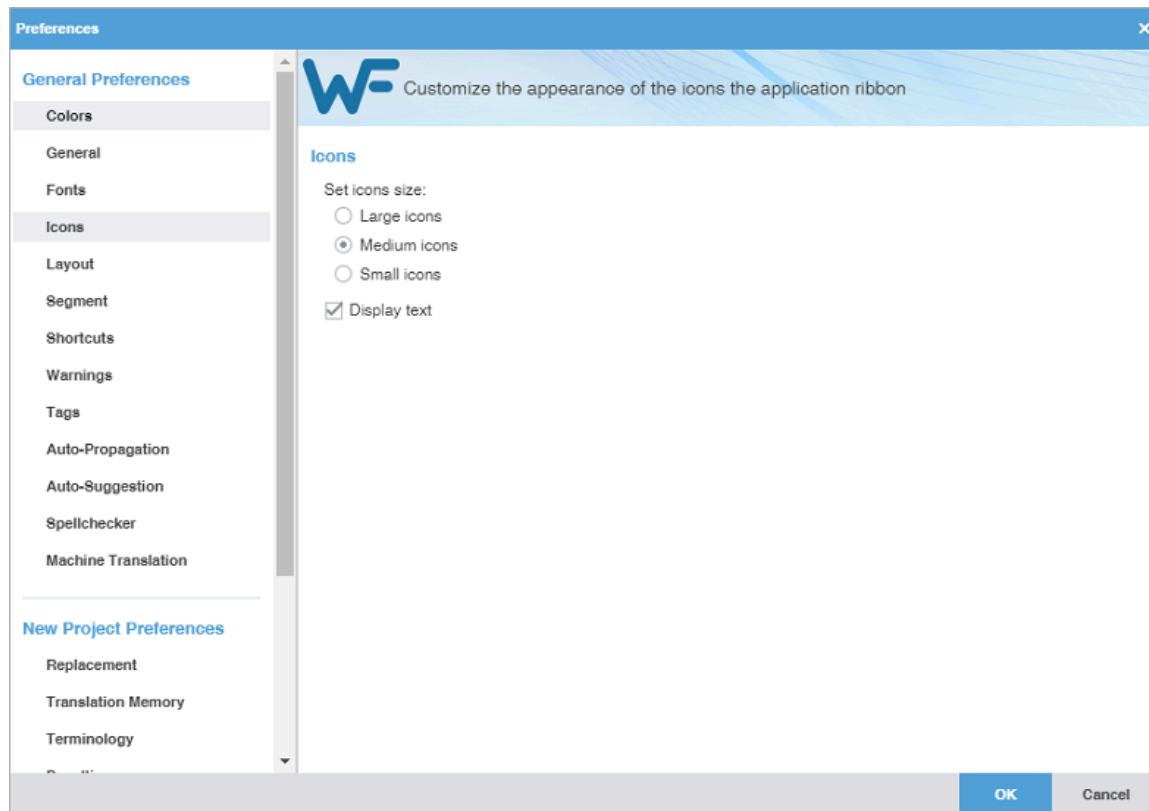 Preferences
General Preferences
Colors
General
Fonts
Icons
Layout
Segment
Shortcuts
Warnings
Tags
Auto-Propagation
Auto-Suggestion
Spellchecker
Machine Translation
New Project Preferences
Replacement
Translation Memory
Terminology
WF
Customize the appearance of the icons the application ribbon
Icons
Set icons size:
Large icons
Medium icons
Small icons
Display text
OK
Cancel